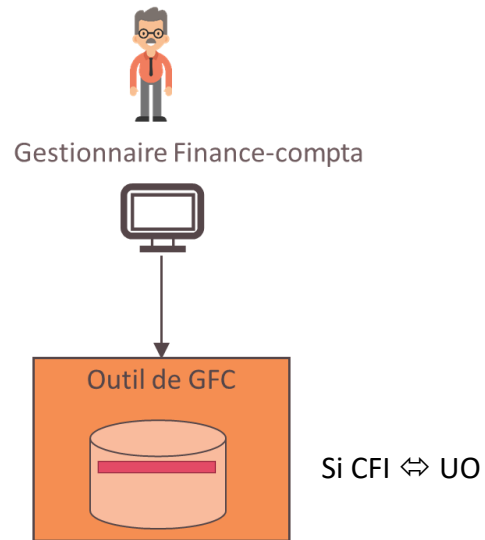 Gestionnaire Finance-compta
Outil de GFC
Si CFI ⇔ UO